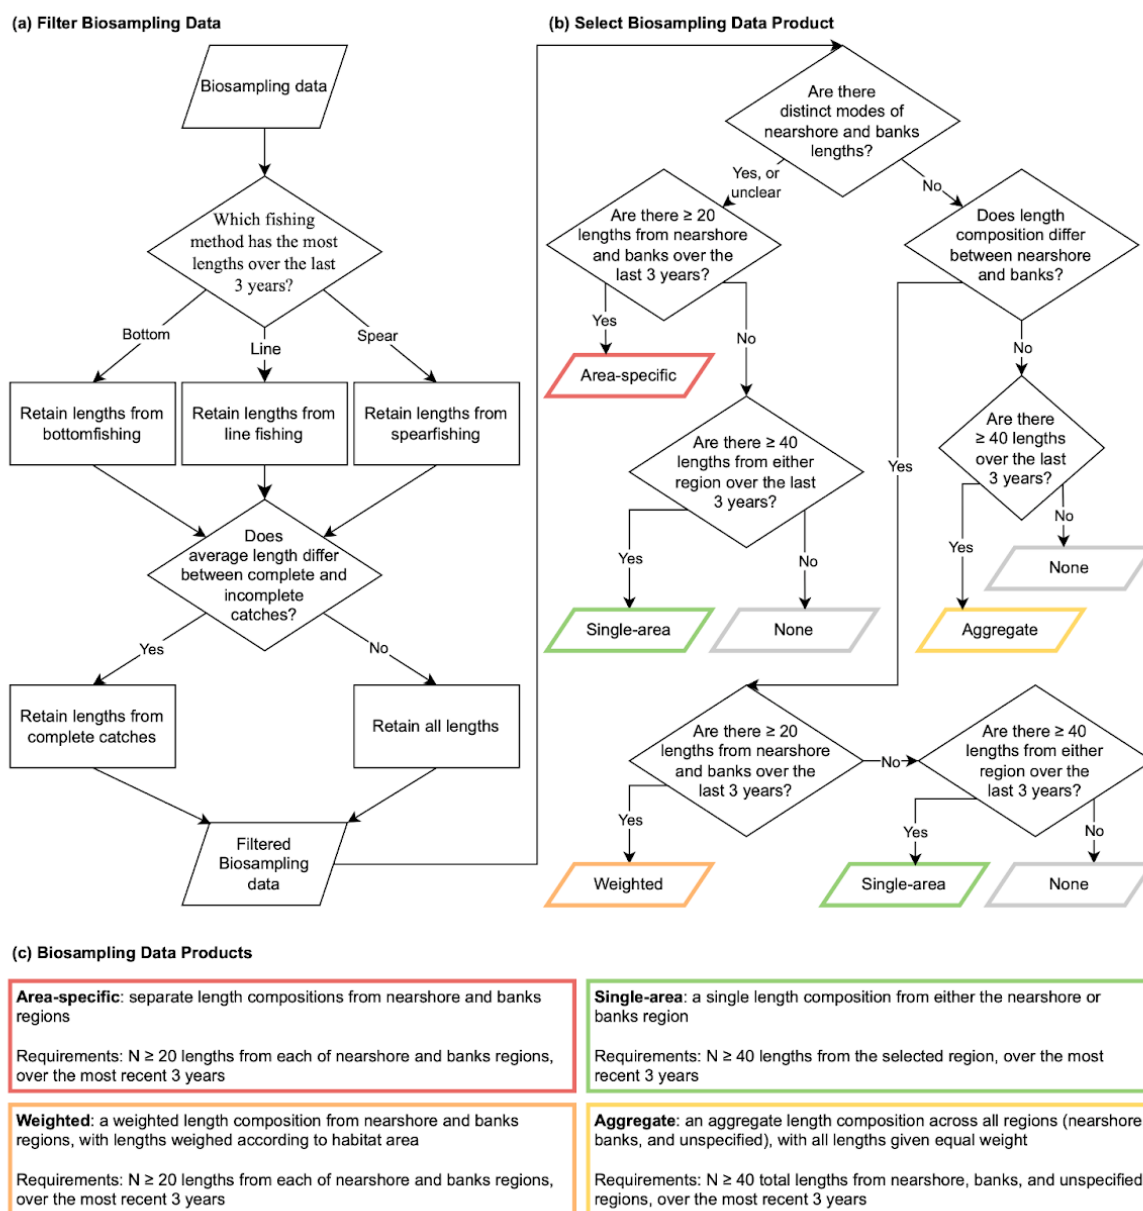 (a) Filter Biosampling Data
Biosampling data
Which fishing
method has the most
lengths over the last
3 years?
Bottom
Line
Spear
Retain lengths from
bottomfishing
Retain lengths from
line fishing
Retain lengths from
spearfishing
Does
average length differ
between complete and
incomplete
catches?
Yes
No
Retain lengths from
complete catches
Retain all lengths
Filtered
Biosampling
data
(b) Select Biosampling Data Product
Are there
distinct modes of
nearshore and banks
lengths?
Yes, or
unclear
No
Are there ≥ 20
lengths from nearshore
and banks over the
last 3 years?
Does length
composition differ
between nearshore
and banks?
Yes
No
Area-specific
Yes
No
Are there ≥ 40
lengths from either
region over the last
3 years?
Are there
≥ 40 lengths
over the last
3 years?
Yes
No
Single-area
None
Yes
No
None
Aggregate
Are there ≥ 20
lengths from nearshore
and banks over the
last 3 years?
No
Are there ≥ 40
lengths from either
region over the
last 3 years?
Yes
Weighted
Yes
No
Single-area
None
(c) Biosampling Data Products
Area-specific: separate length compositions from nearshore and banks
regions
Requirements: N ≥ 20 lengths from each of nearshore and banks regions,
over the most recent 3 years
Single-area: a single length composition from either the nearshore or
banks region
Requirements: N ≥ 40 lengths from the selected region, over the most
recent 3 years
Weighted: a weighted length composition from nearshore and banks
regions, with lengths weighed according to habitat area
Requirements: N ≥ 20 lengths from each of nearshore and banks regions,
over the most recent 3 years
Aggregate: an aggregate length composition across all regions (nearshore
banks, and unspecified), with all lengths given equal weight
Requirements: N ≥ 40 total lengths from nearshore, banks, and unspecified
regions, over the most recent 3 years